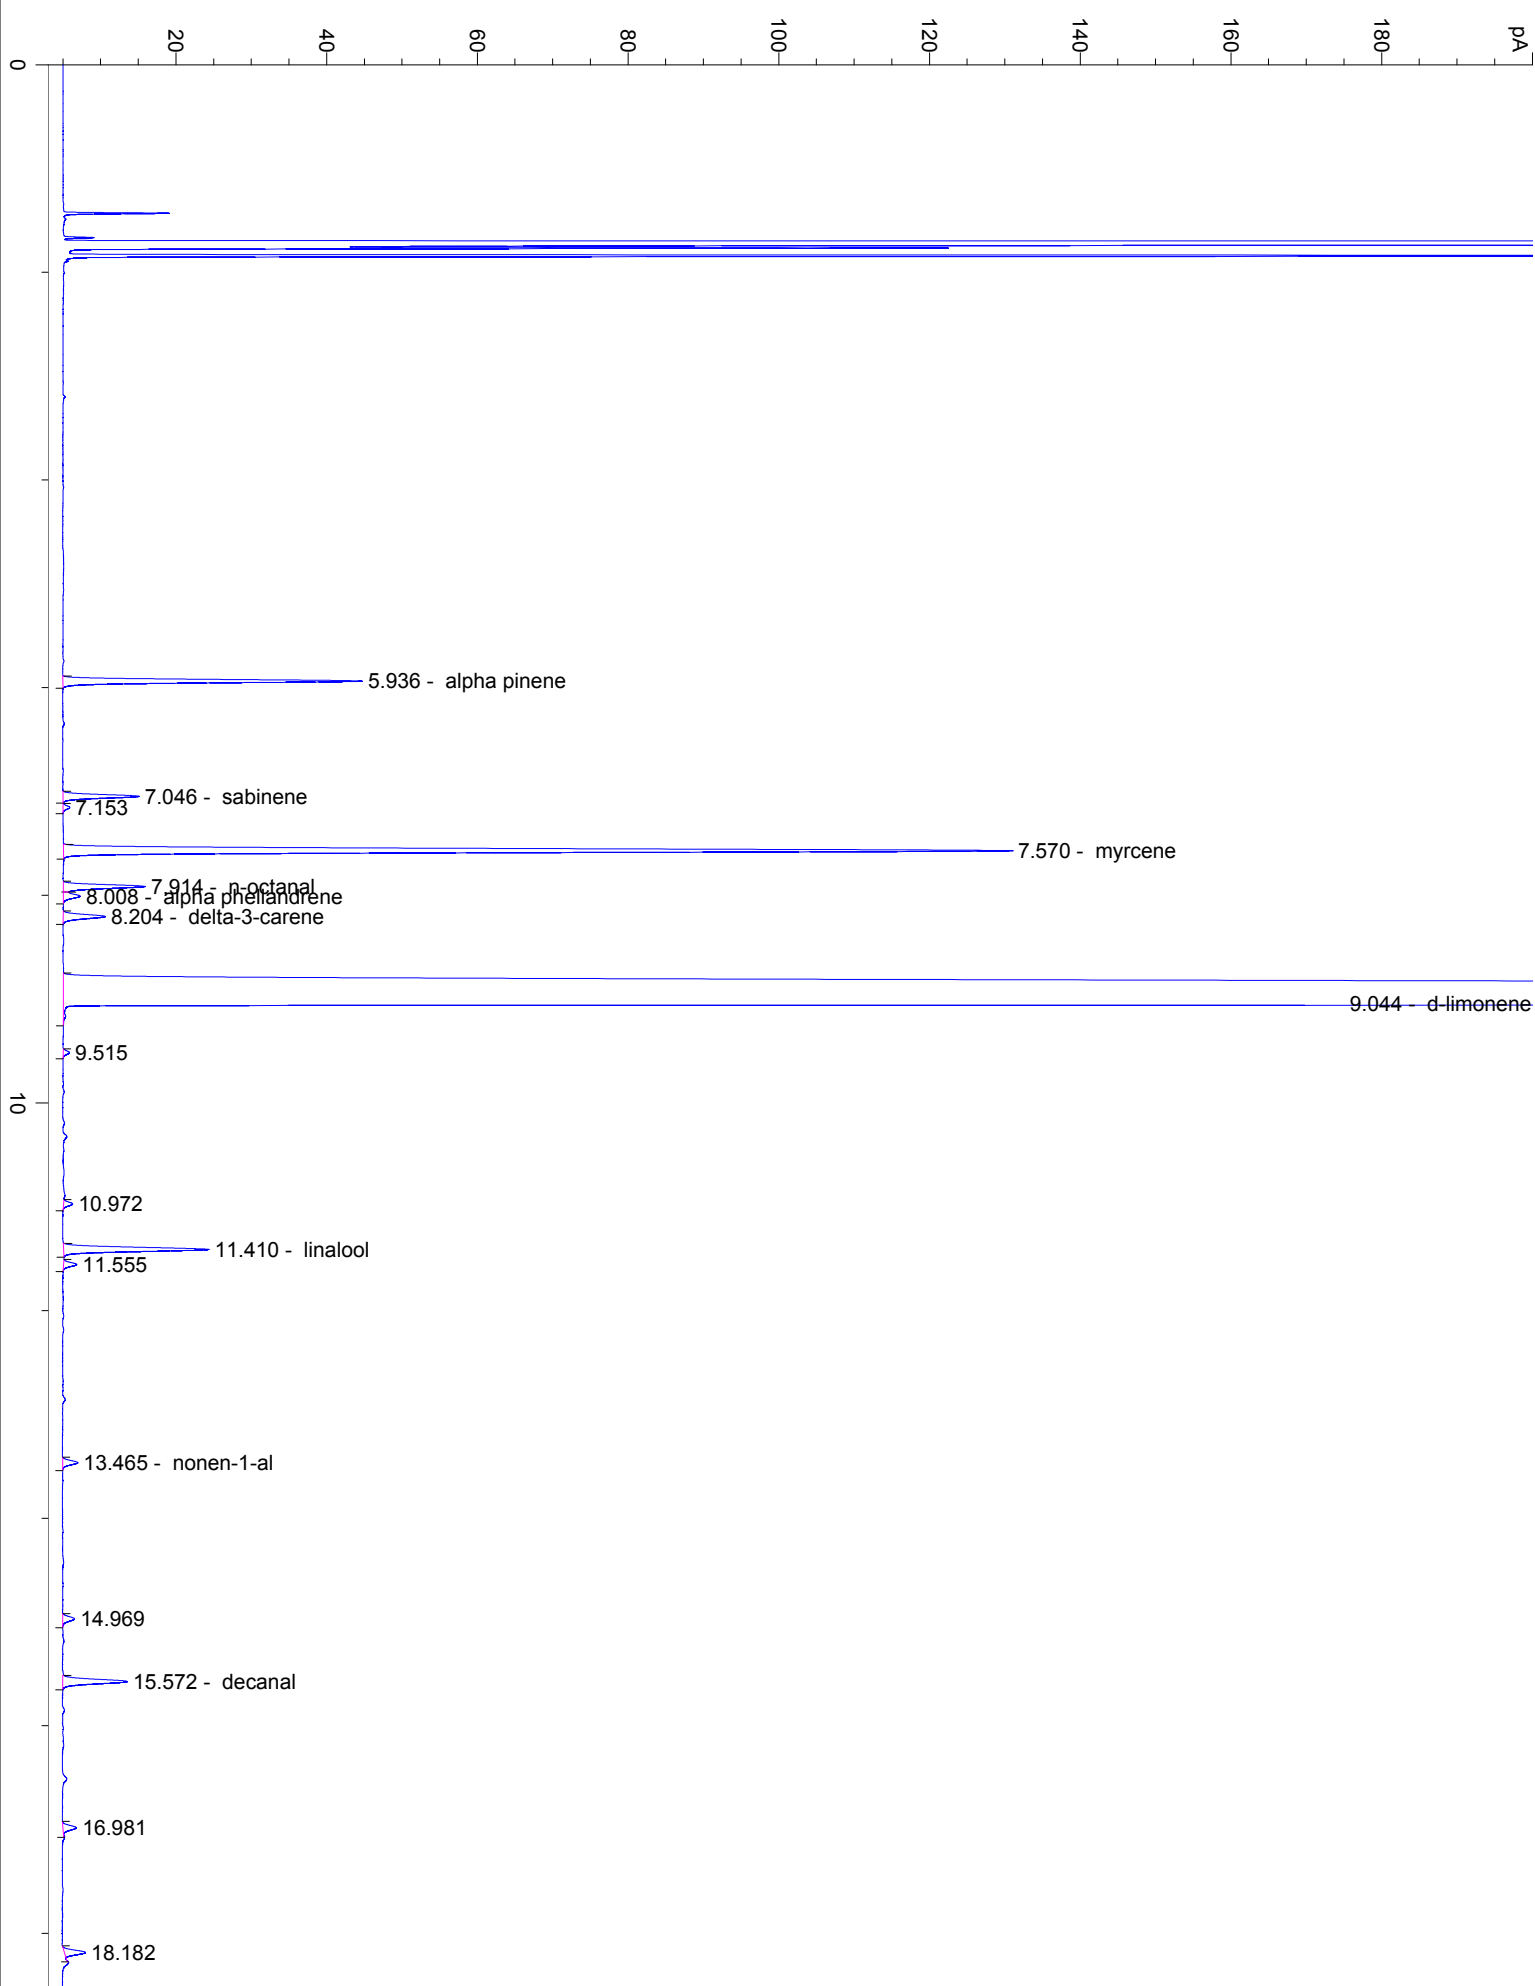 pA
20
40
60
80
100
120
140
160
180
0
5.936 - alpha pinene
7.046 - sabinene
7.153
7.570 - myrcene
7.914 - n-octanal
8.008 - alpha phellandrene
8.204 - delta-3-carene
9.044 - d-limonene
9.515
10
10.972
11.410 - linalool
11.555
13.465 - nonen-1-al
14.969
15.572 - decanal
16.981
18.182